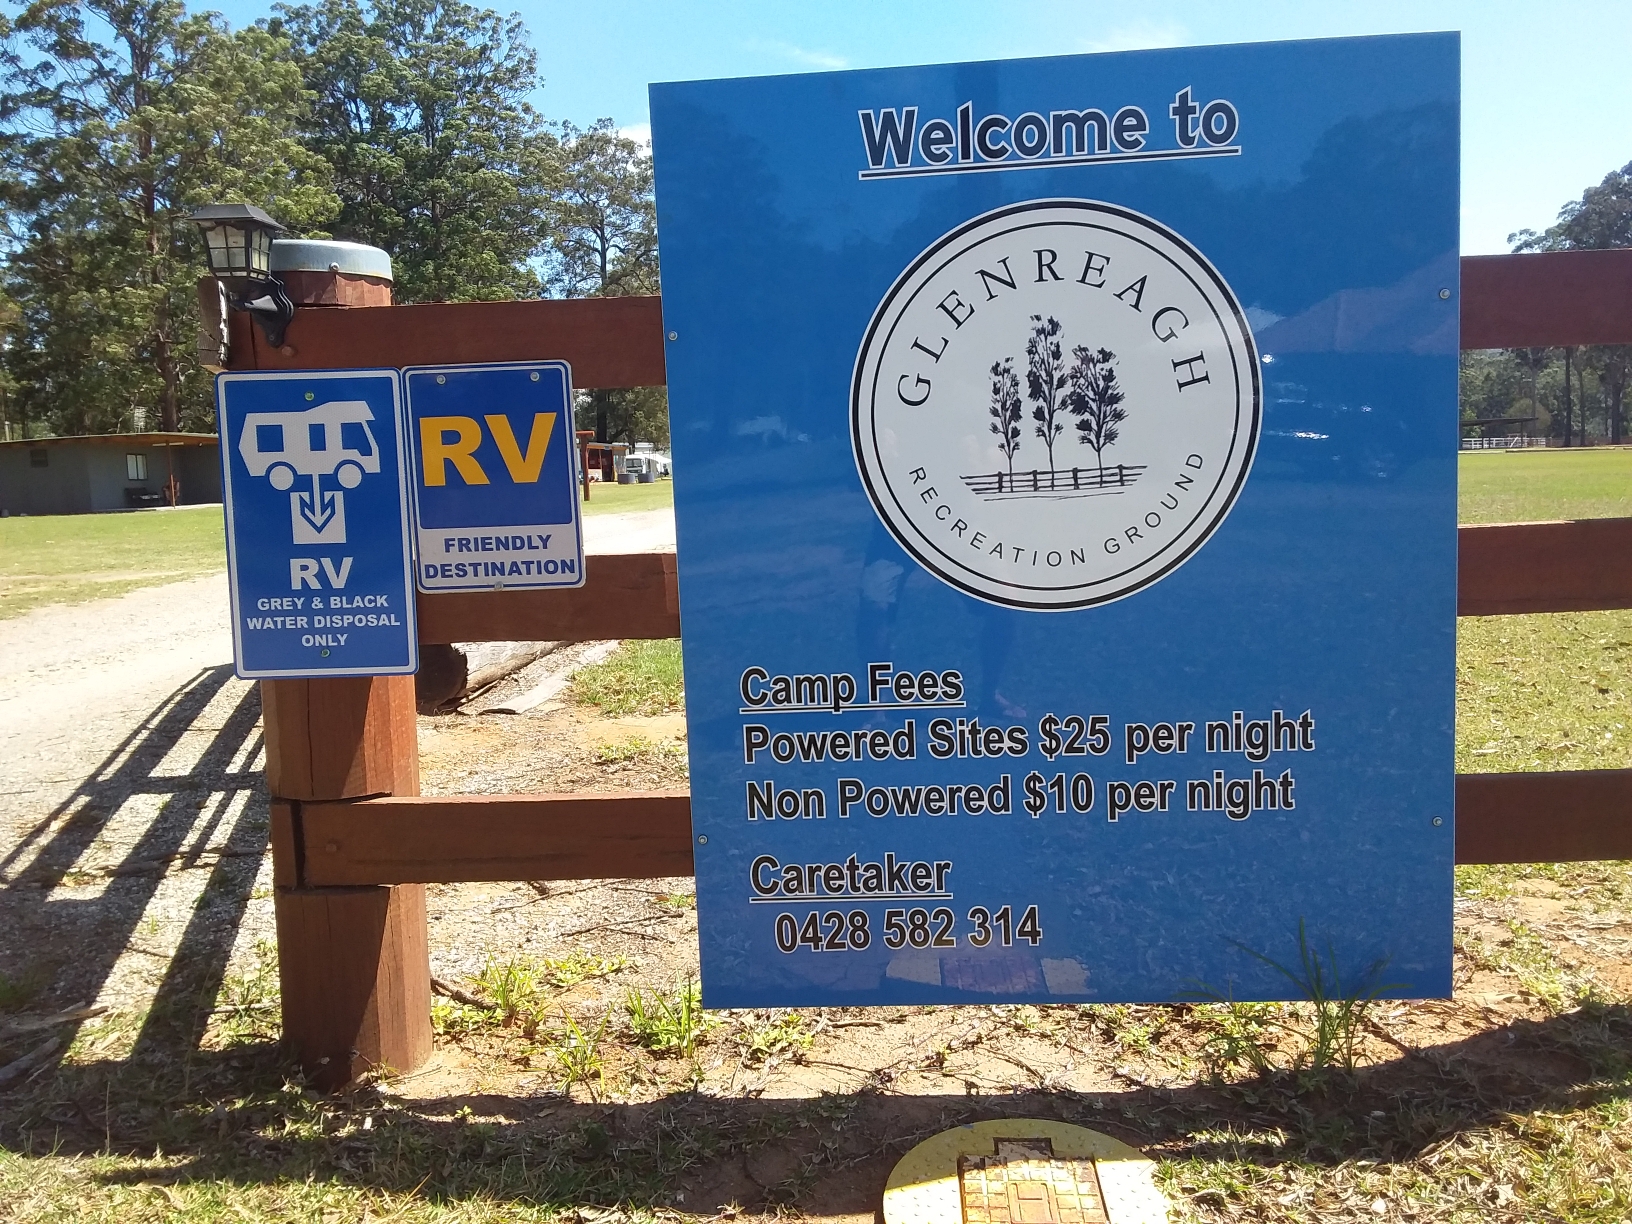 Welcome to
GLENREAGH
RECREATION GROUND
Camp Fees
Powered Sites $25 per night
Non Powered $10 per night
Caretaker
0428 582 314
RV
GREY & BLACK
WATER DISPOSAL
ONLY
RV
FRIENDLY
DESTINATION